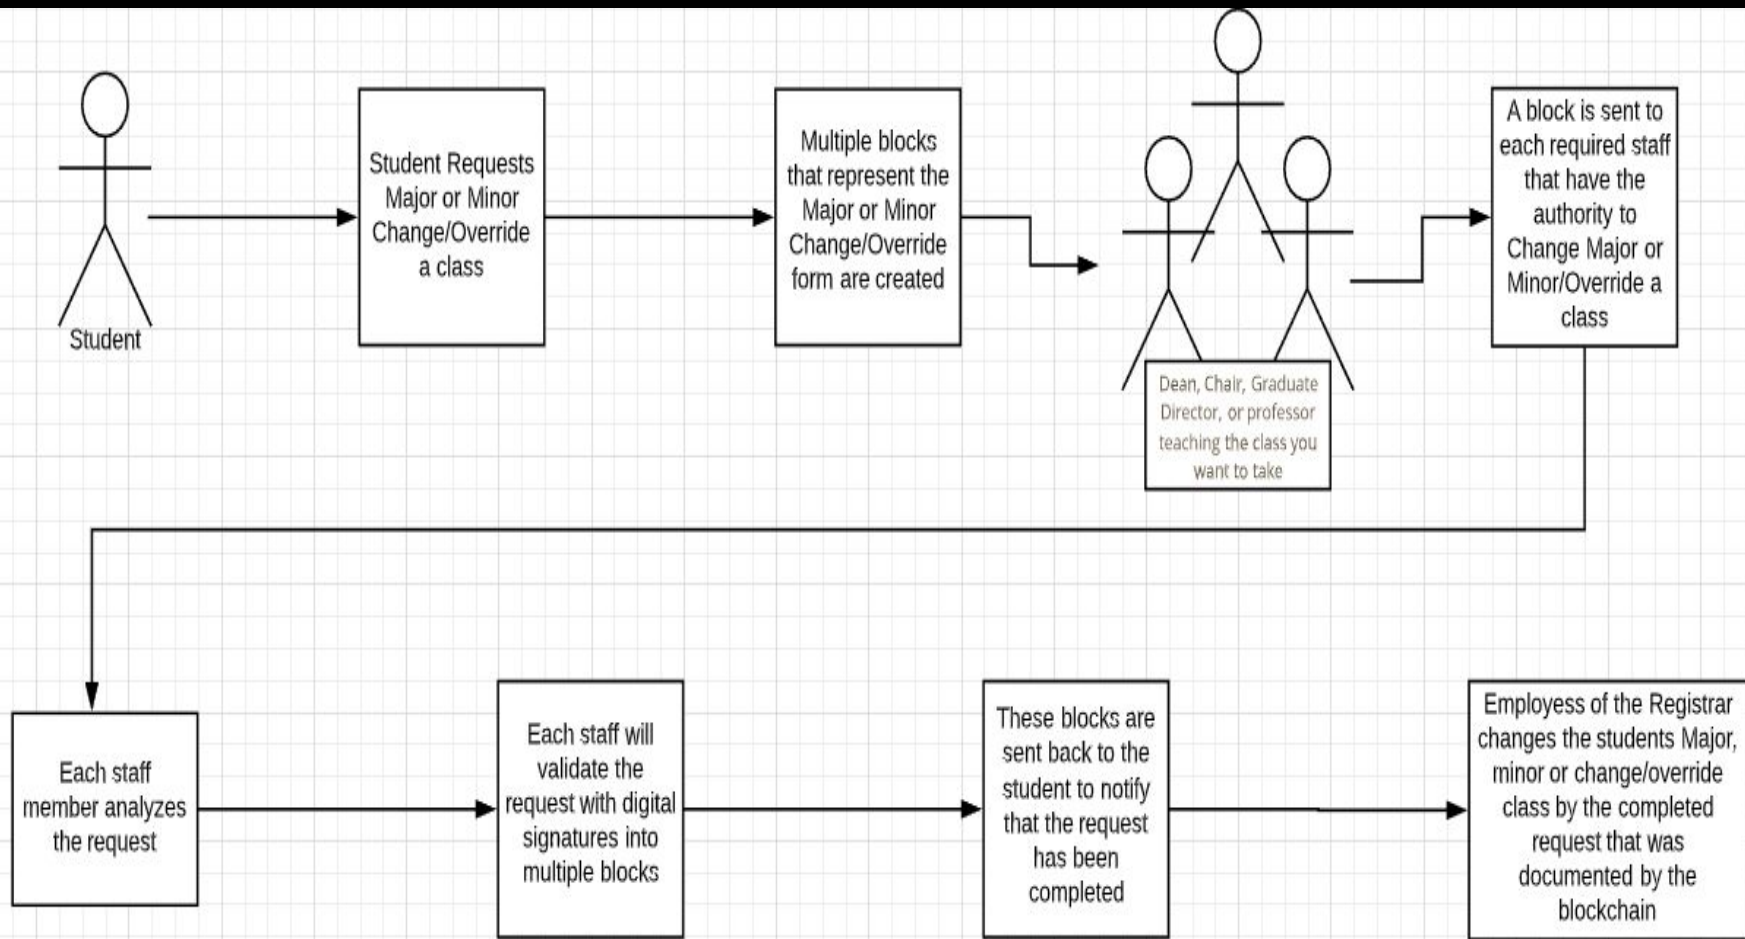 Student
Student Requests
Major or Minor
Change/Override
a class
Multiple blocks
that represent the
Major or Minor
Change/Override
form are created
Dean, Chair, Graduate
Director, or professor
teaching the class you
want to take
A block is sent to
each required staff
that have the
authority to
Change Major or
Minor/Override a
class
Each staff
member analyzes
the request
Each staff will
validate the
request with digital
signatures into
multiple blocks
These blocks are
sent back to the
student to notify
that the request
has been
completed
Employess of the Registrar
changes the students Major,
minor or change/override
class by the completed
request that was
documented by the
blockchain